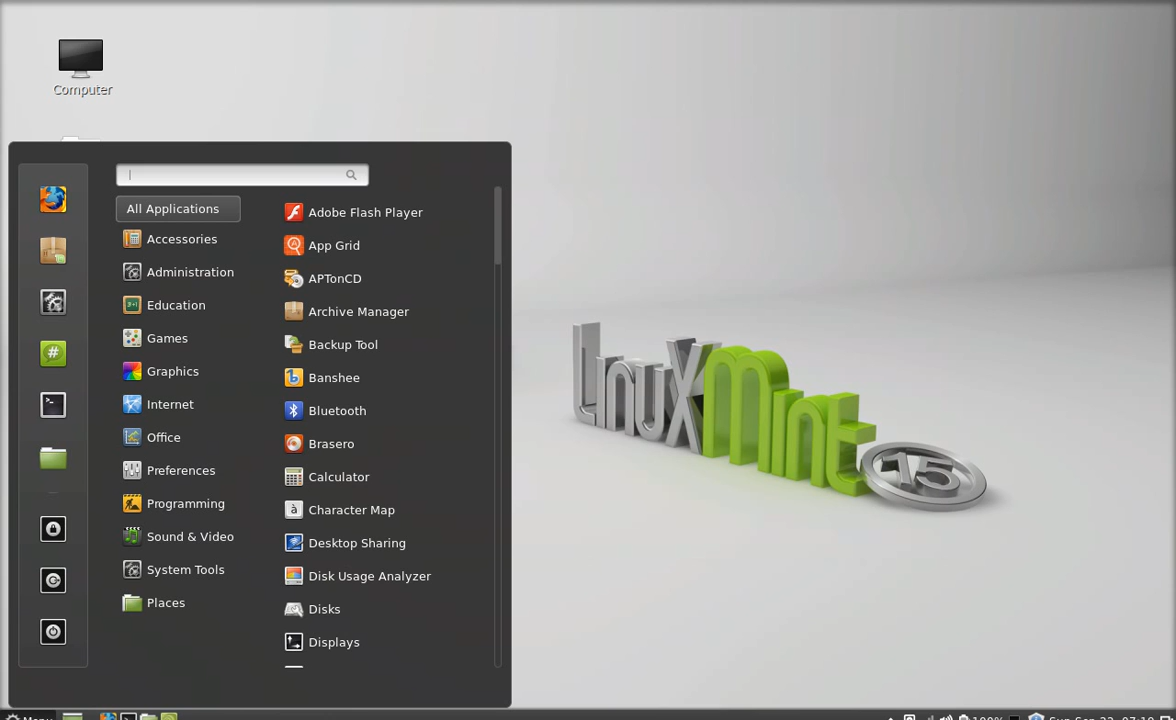 Computer
All Applications
Accessories
Administration
Education
Games
Graphics
Internet
Office
Preferences
Programming
Sound & Video
System Tools
Places
Adobe Flash Player
App Grid
APTonCD
Archive Manager
Backup Tool
Banshee
Bluetooth
Brasero
Calculator
Character Map
Desktop Sharing
Disk Usage Analyzer
Disks
Displays
LinuxMint
15
Menu
100%